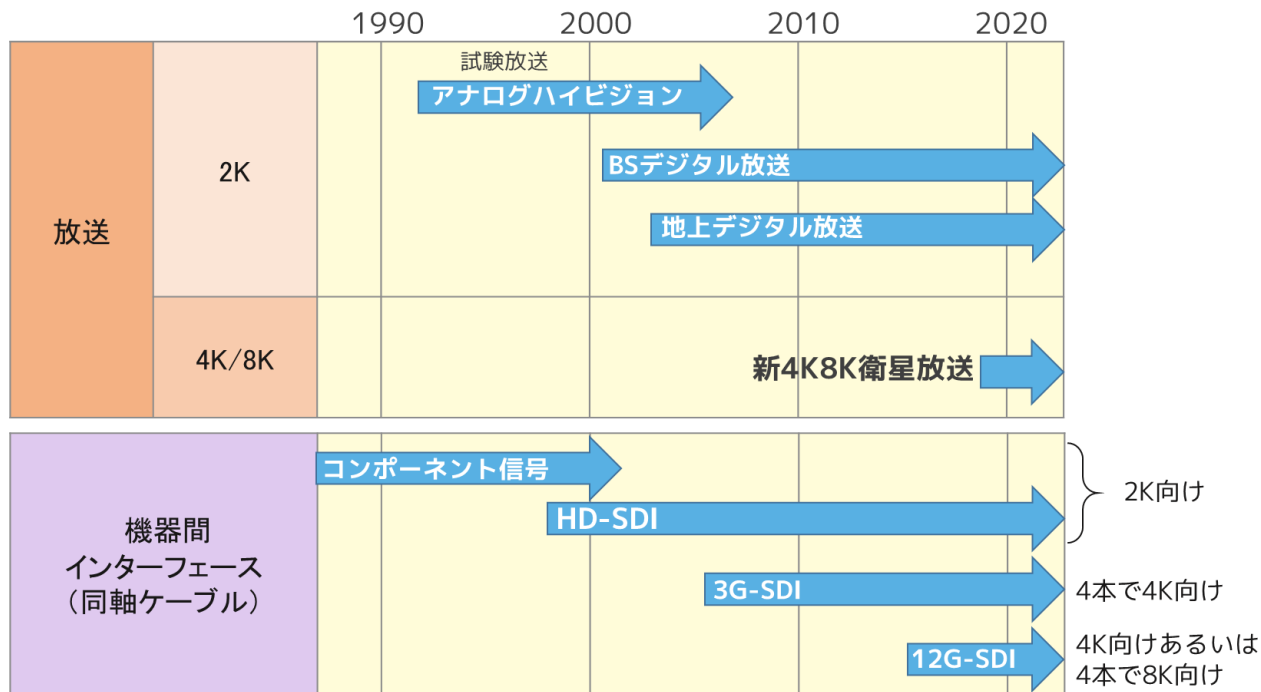 1990 2000 2010 2020
試験放送
アナログハイビジョン
2K
BSデジタル放送
放送
地上デジタル放送
4K/8K
新4K8K衛星放送
コンポーネント信号
2K向け
HD-SDI
機器間
インターフェース
（同軸ケーブル）
3G-SDI
4本で4K向け
12G-SDI
4K向けあるいは
4本で8K向け